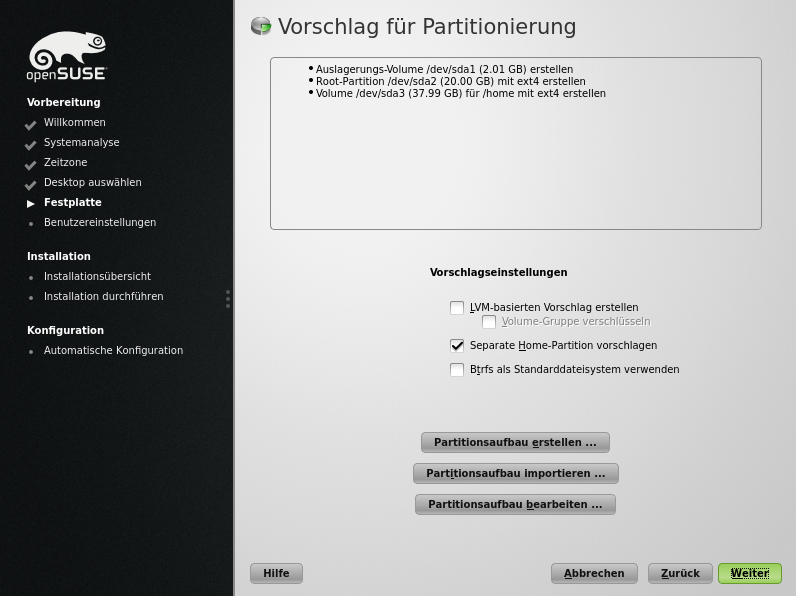 openSUSE
Vorbereitung
Willkommen
Systemanalyse
Zeitzone
Desktop auswählen
Festplatte
Benutzereinstellungen
Installation
Installationsübersicht
Installation durchführen
Konfiguration
Automatische Konfiguration
Vorschlag für Partitionierung
• Auslagerungs-Volume /dev/sda1 (2.01 GB) erstellen
• Root-Partition /dev/sda2 (20.00 GB) mit ext4 erstellen
• Volume /dev/sda3 (37.99 GB) für /home mit ext4 erstellen
Vorschlagseinstellungen
LVM-basierten Vorschlag erstellen
Volume-Gruppe verschlüsseln
Separate Home-Partition vorschlagen
Btrfs als Standarddateisystem verwenden
Partitionsaufbau erstellen ...
Partitionsaufbau importieren ...
Partitionsaufbau bearbeiten ...
Hilfe
Abbrechen
Zurück
Weiter